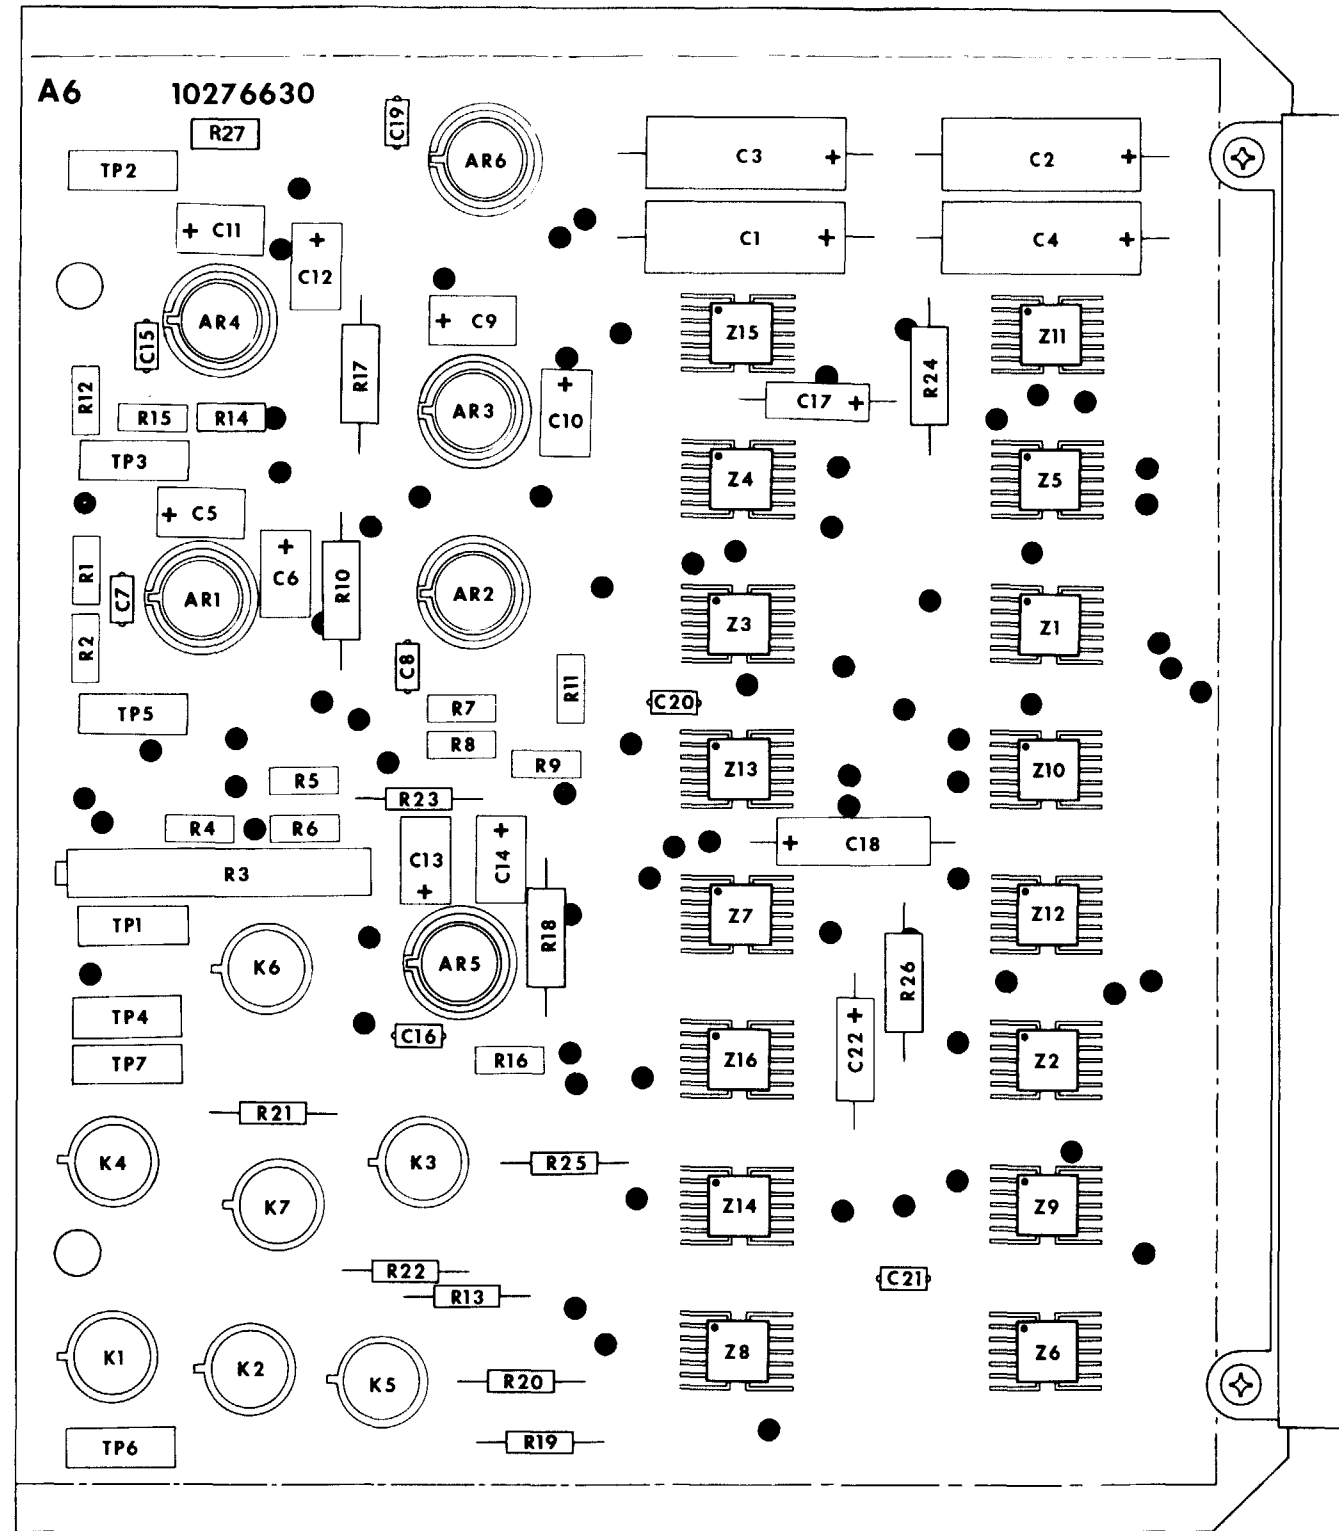 A6 10276630
R27
C19
AR6
C3 +
C2 +
TP2
+ C11
+
C12
C1 +
C4 +
AR4
C15
R17
+ C9
Z15
Z11
R24
R12
R15
R14
AR3
+
C10
C17 +
TP3
Z4
Z5
+ C5
+
C6
R10
R1
C7
AR1
AR2
Z3
Z1
R2
C8
R11
TP5
R7
C20
R8
R9
Z13
Z10
R5
R23
R4
R6
C13
+
C14 +
+ C18
R3
TP1
R18
Z7
Z12
K6
AR5
R26
TP4
C16
C22 +
TP7
R16
Z16
Z2
R21
K4
K3
R25
K7
Z14
Z9
R22
C21
R13
K1
K2
K5
R20
Z8
Z6
TP6
R19